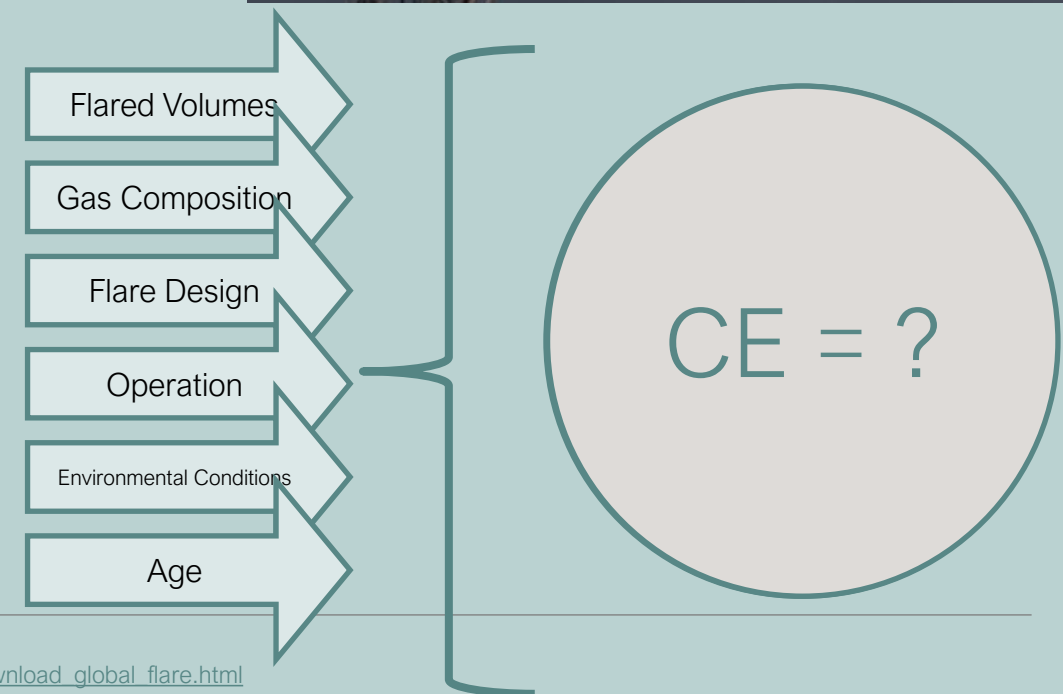 Flared Volumes
Gas Composition
Flare Design
Operation
Environmental Conditions
Age
CE = ?
wnload_global_flare.html